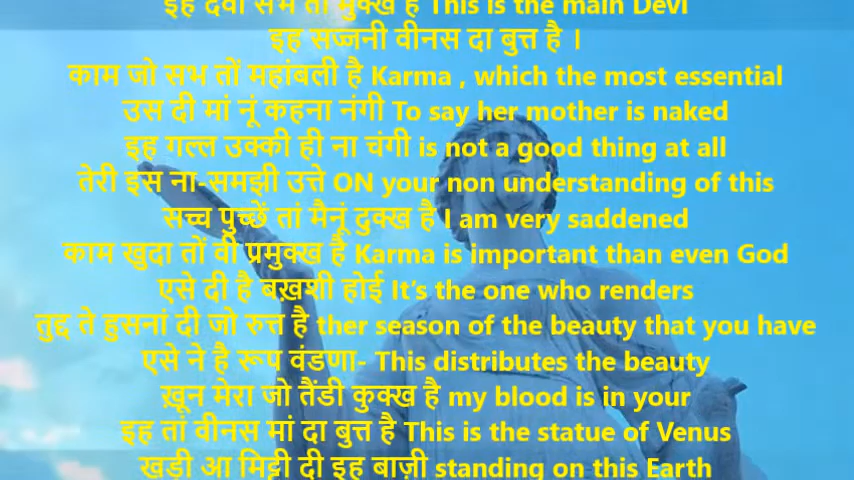 इह देवी सभ तों मुक्ख है This is the main Devi
इह सज्जनी वीनस दा बुत्त है ।
काम जो सभ तों महांबली है Karma , which the most essential
उस दी मां नूं कहना नंगी To say her mother is naked
इह गल्ल उक्की ही ना चंगी is not a good thing at all
तेरी इस ना-समझी उत्ते ON your non understanding of this
सच्च पुच्छें तां मैनूं दुक्ख है I am very saddened
काम खुदा तों वी प्रमुक्ख है Karma is important than even God
एसे दी है बख़शी होई It's the one who renders
तुद्द ते हुसनां दी जो रुत्त है ther season of the beauty that you have
एसे ने है रूप वंडणा- This distributes the beauty
ख़ून मेरा जो तैंडी कुक्ख है my blood is in your
इह तां वीनस मां दा बुत्त है This is the statue of Venus
खड़ी आ मिट्टी दी इह बाज़ी standing on this Earth